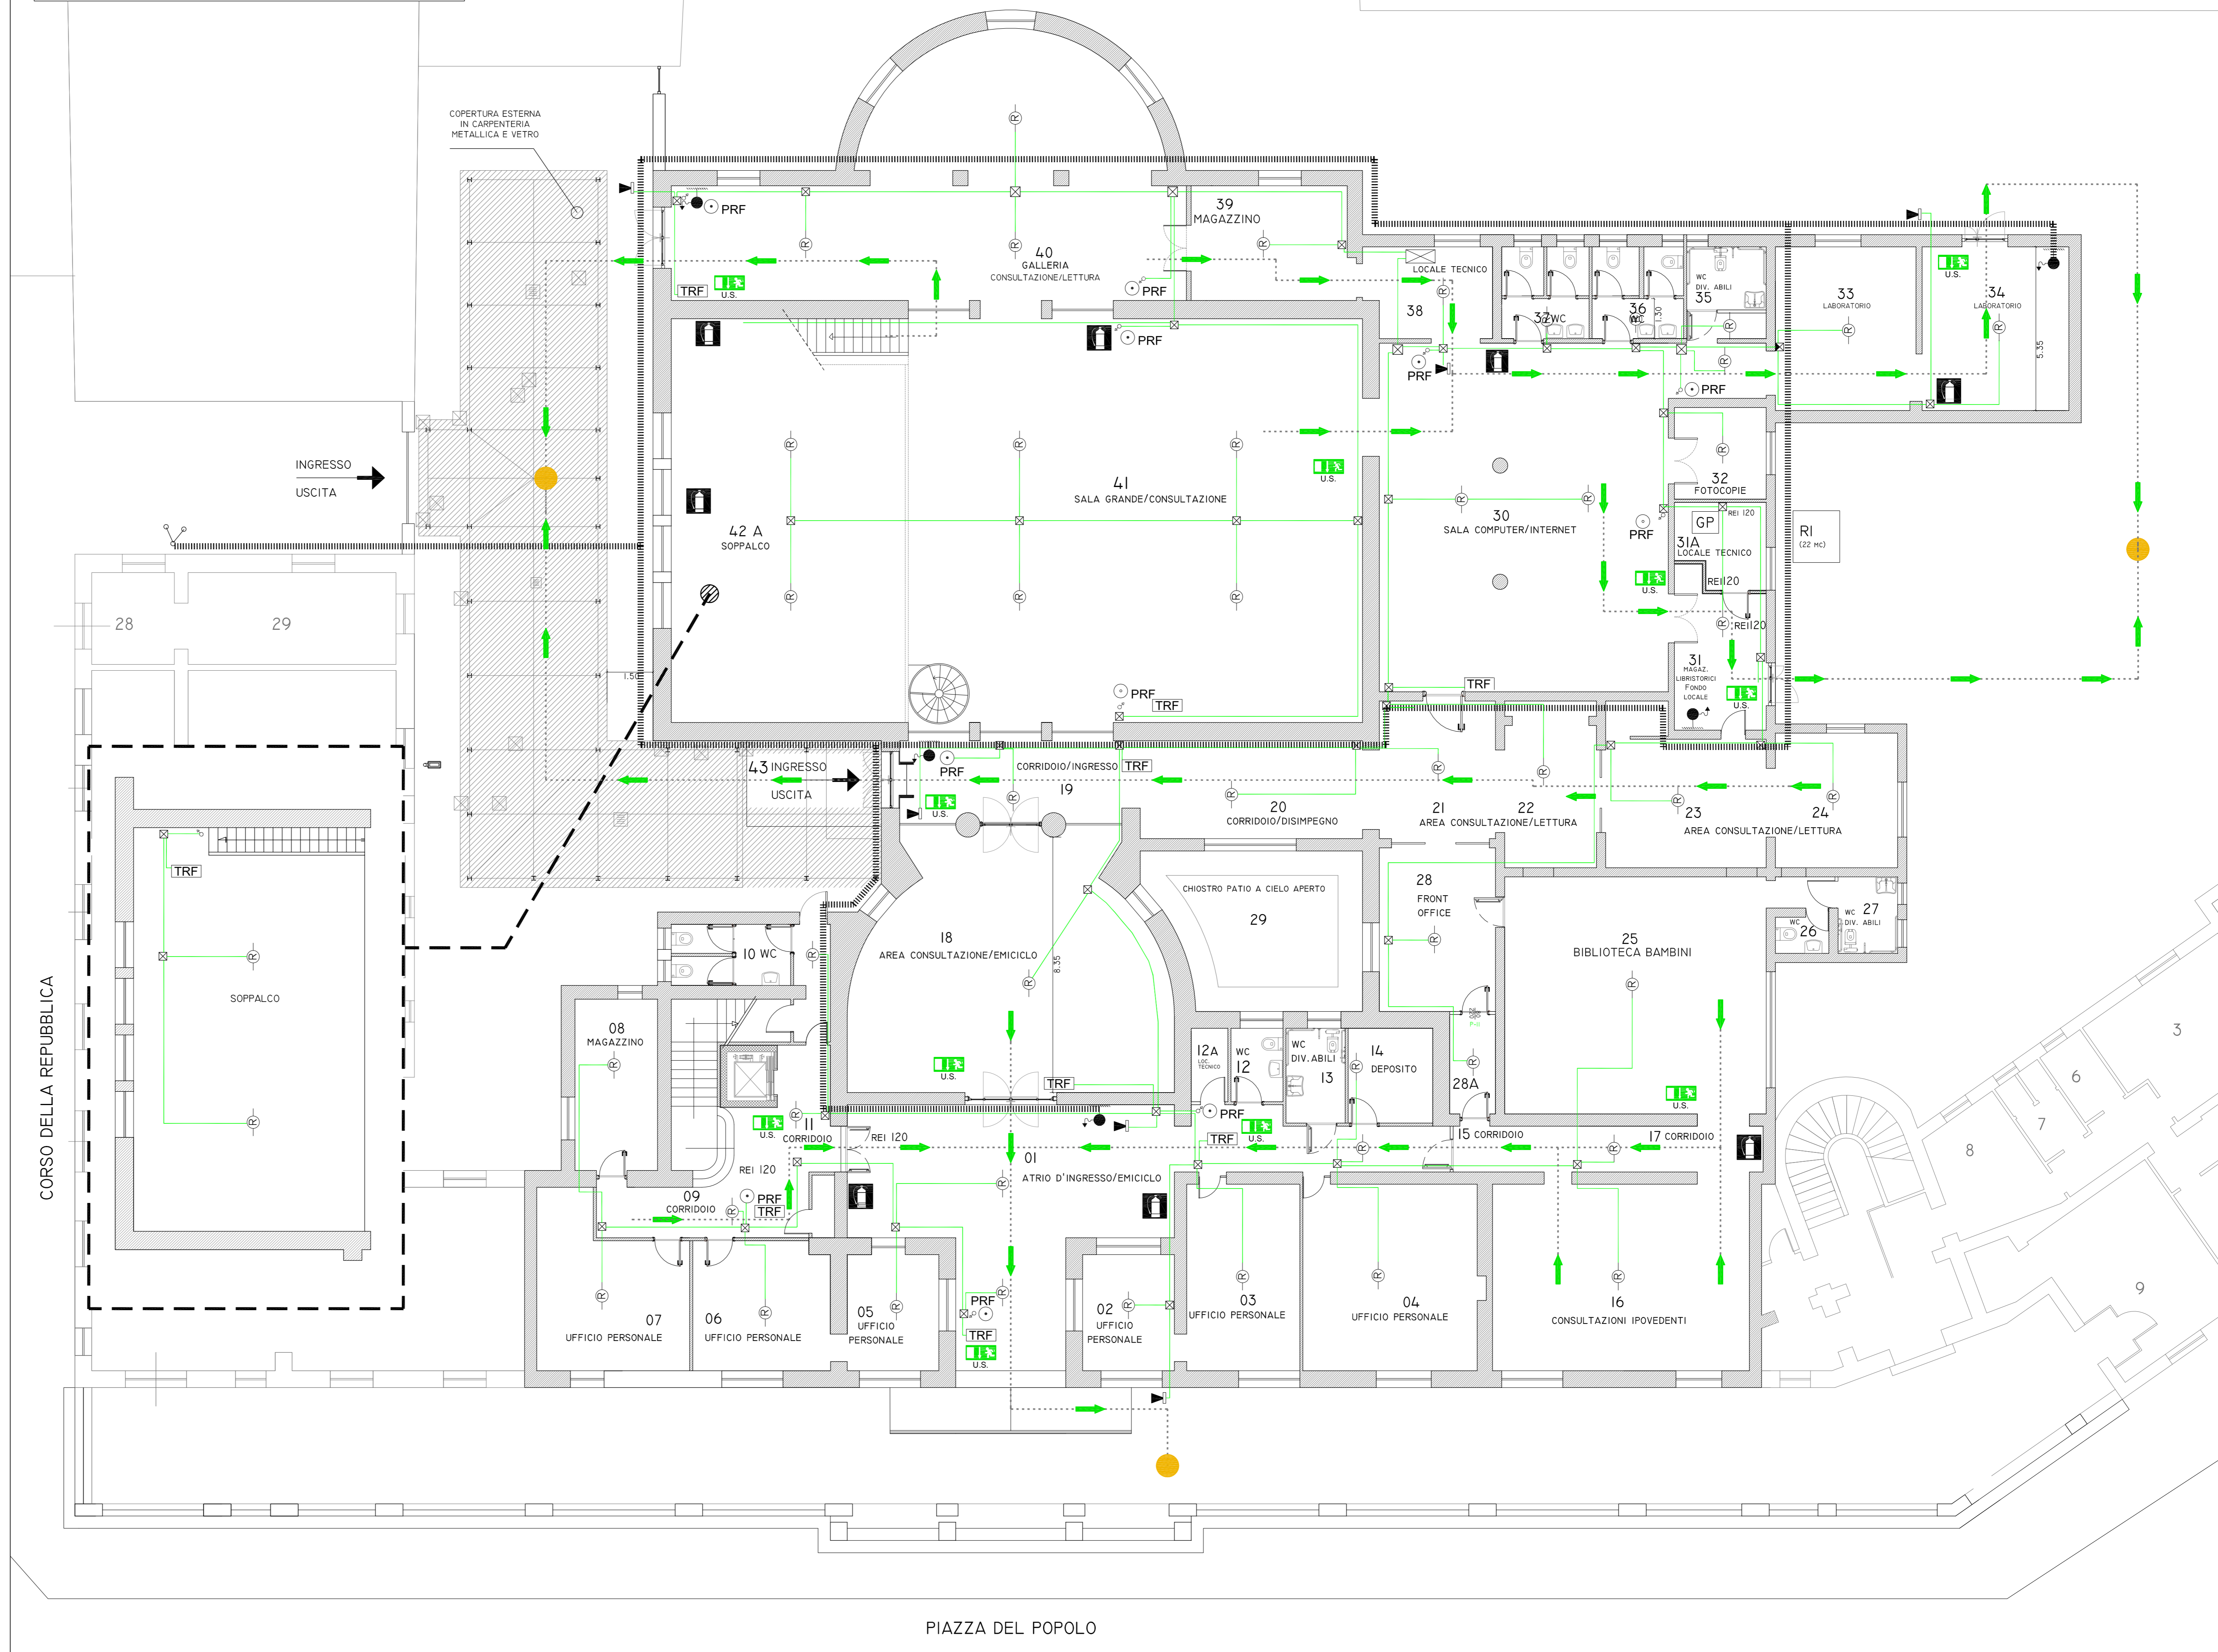 COPERTURA ESTERNA
IN CARPENTERIA
METALLICA E VETRO
PRF
39
MAGAZZINO
40
GALLERIA
CONSULTAZIONE/LETTURA
TRF
U.S.
PRF
PRF
LOCALE TECNICO
38
PRF
37
WC
36
WC
1.30
WC
DIV. ABILI
35
33
LABORATORIO
U.S.
34
LABORATORIO
5.35
PRF
INGRESSO
USCITA
41
SALA GRANDE/CONSULTAZIONE
U.S.
42 A
SOPPALCO
30
SALA COMPUTER/INTERNET
PRF
32
FOTOCOPIE
GP
REI 120
31A
LOCALE TECNICO
REI120
REI120
U.S.
RI
(22 MC)
28
29
1.50
PRF
TRF
TRF
31
MAGAZ.
LIBRISTORICI
FONDO
LOCALE
U.S.
43 INGRESSO
USCITA
PRF
U.S.
CORRIDOIO/INGRESSO
TRF
19
20
CORRIDOIO/DISIMPEGNO
21
22
AREA CONSULTAZIONE/LETTURA
23
24
AREA CONSULTAZIONE/LETTURA
TRF
SOPPALCO
CORSO DELLA REPUBBLICA
10 WC
18
AREA CONSULTAZIONE/EMICICLO
8.35
CHIOSTRO PATIO A CIELO APERTO
29
28
FRONT
OFFICE
25
BIBLIOTECA BAMBINI
WC
26
WC
27
DIV. ABILI
08
MAGAZZINO
U.S.
TRF
12A
LOC.
TECNICO
WC
12
WC
DIV.ABILI
13
14
DEPOSITO
28A
U.S.
U.S.
11
CORRIDOIO
REI 120
PRF
TRF
U.S.
15 CORRIDOIO
17 CORRIDOIO
REI 120
01
ATRIO D'INGRESSO/EMICICLO
09
CORRIDOIO
PRF
TRF
07
UFFICIO PERSONALE
06
UFFICIO PERSONALE
05
UFFICIO
PERSONALE
PRF
TRF
U.S.
02
UFFICIO
PERSONALE
03
UFFICIO PERSONALE
04
UFFICIO PERSONALE
16
CONSULTAZIONI IPOVEDENTI
3
6
7
8
9
PIAZZA DEL POPOLO